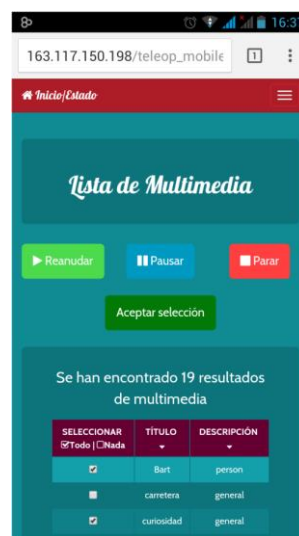 16:37
163.117.150.198/teleop_mobile
1
Inicio/Estado
Lista de Multimedia
Reanudar
Pausar
Parar
Aceptar selección
Se han encontrado 19 resultados
de multimedia
SELECCIONAR TÍTULO DESCRIPCIÓN
Todo | Nada
Bart person
carretera general
curiosidad general